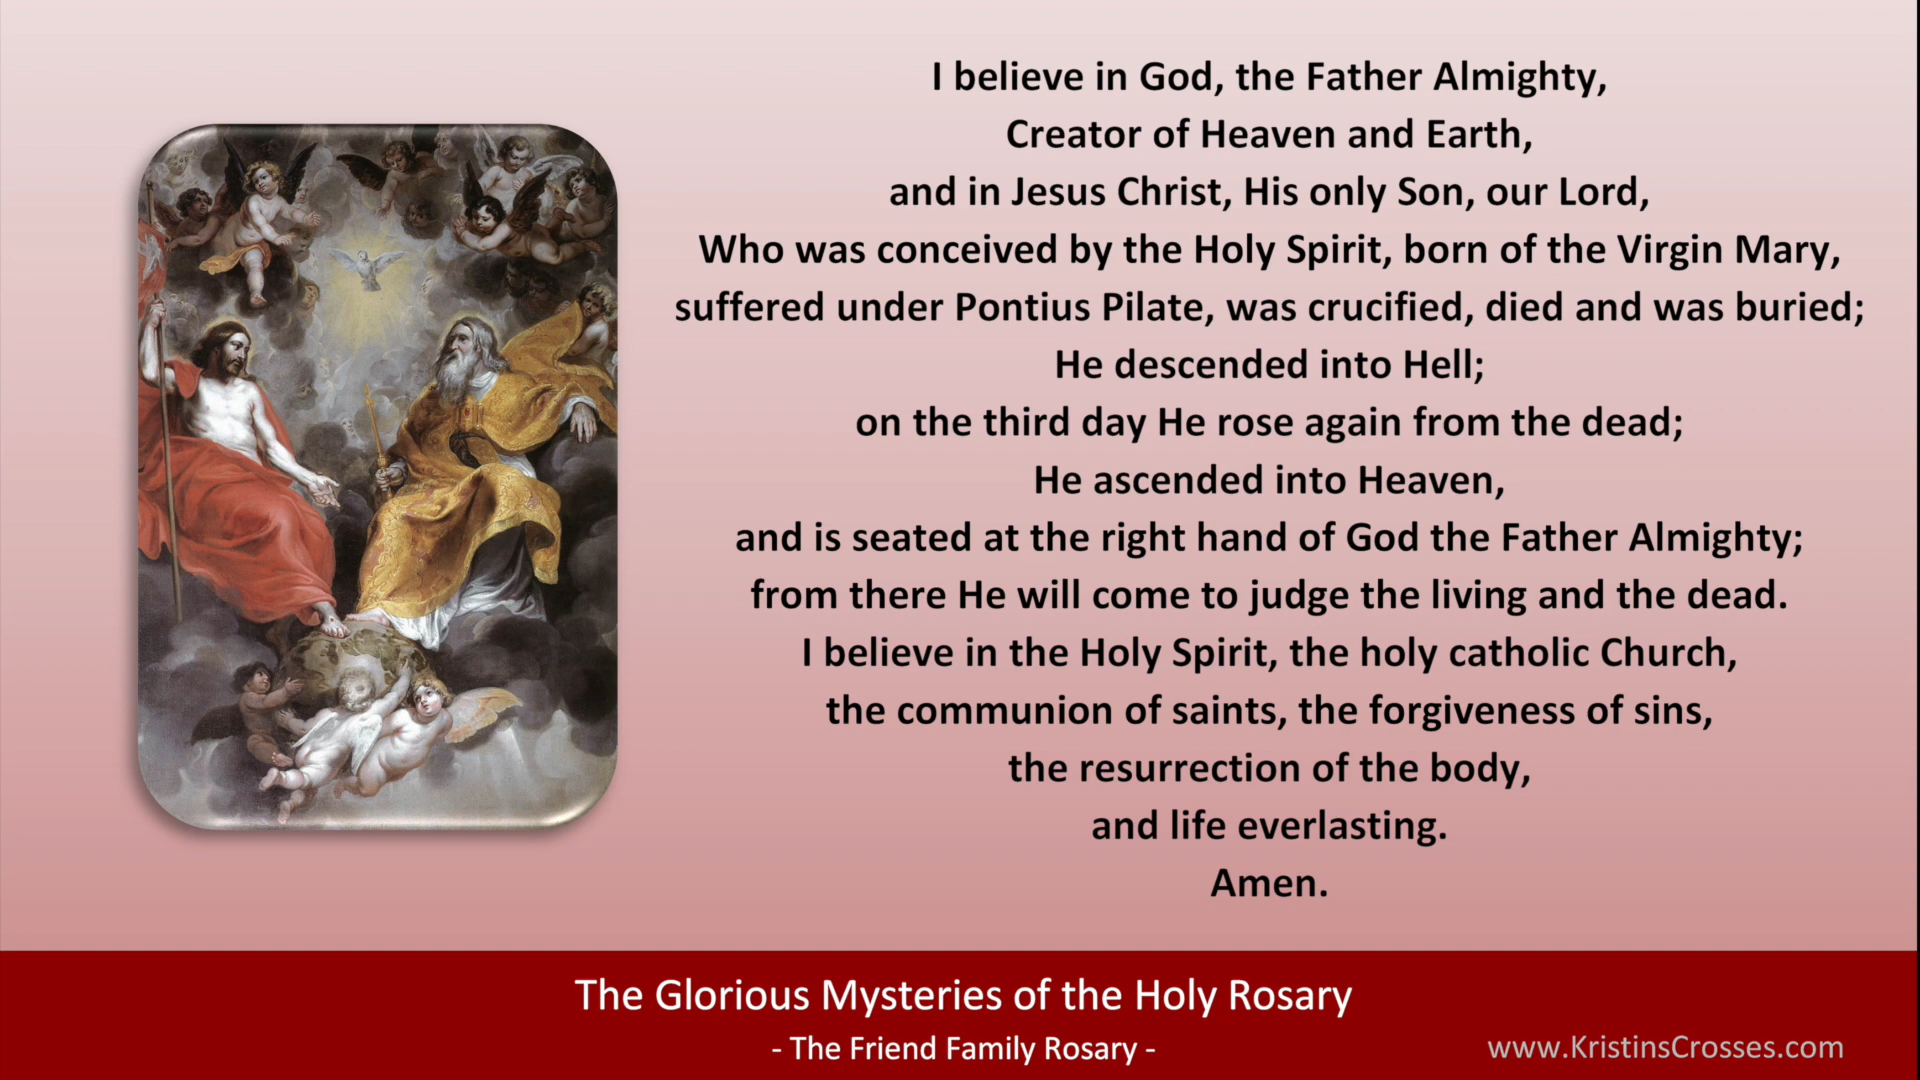 I believe in God, the Father Almighty,
Creator of Heaven and Earth,
and in Jesus Christ, His only Son, our Lord,
Who was conceived by the Holy Spirit, born of the Virgin Mary,
suffered under Pontius Pilate, was crucified, died and was buried;
He descended into Hell;
on the third day He rose again from the dead;
He ascended into Heaven,
and is seated at the right hand of God the Father Almighty;
from there He will come to judge the living and the dead.
I believe in the Holy Spirit, the holy catholic Church,
the communion of saints, the forgiveness of sins,
the resurrection of the body,
and life everlasting.
Amen.
The Glorious Mysteries of the Holy Rosary
- The Friend Family Rosary -
www.KristinsCrosses.com